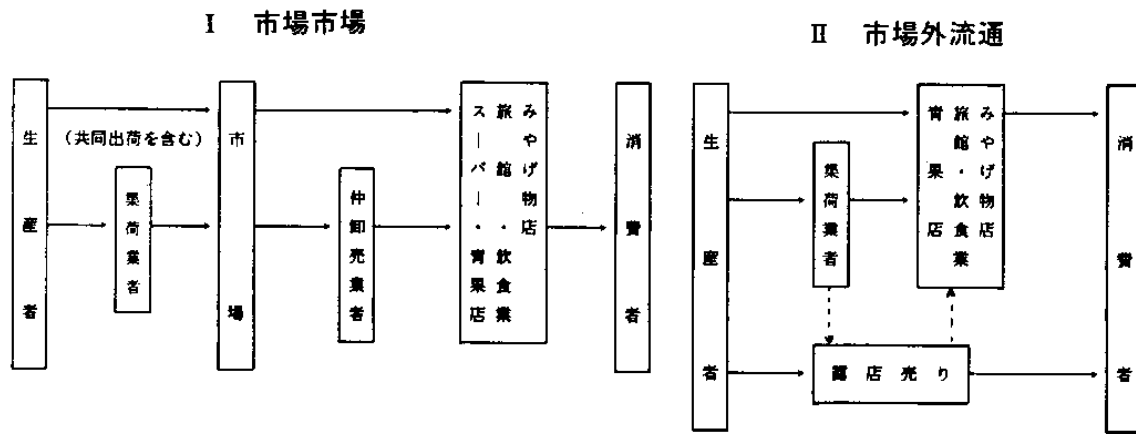 I 市場市場
生産者
(共同出荷を含む)
集荷業者
市場
仲卸売業者
みやげ物店
旅館・飲食業
スーパー・青果店
消費者
II 市場外流通
生産者
集荷業者
みやげ物店
旅館・飲食業
青果店
露店売り
消費者